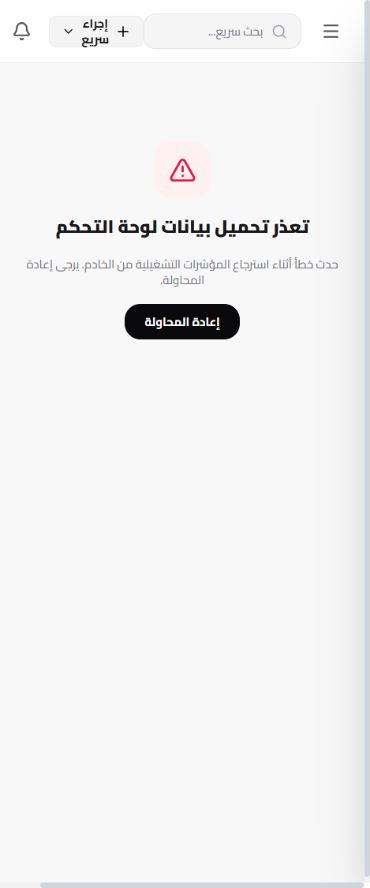 بحث سريع...
إجراء
سريع
تعذر تحميل بيانات لوحة التحكم
حدث خطأ أثناء استرجاع المؤشرات التشغيلية من الخادم. يرجى إعادة
المحاولة.
إعادة المحاولة